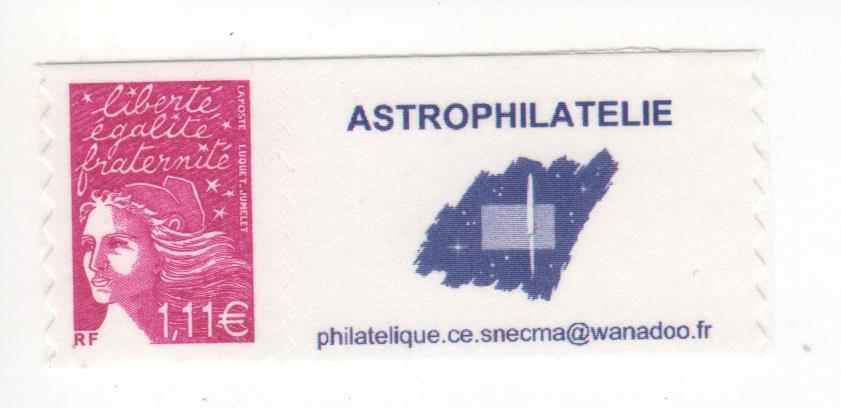 liberté
égalité
fraternité
LAPOSTE LUQUET-JUMELET
1,11€
RF
ASTROPHILATELIE
philatelique.ce.snecma@wanadoo.fr